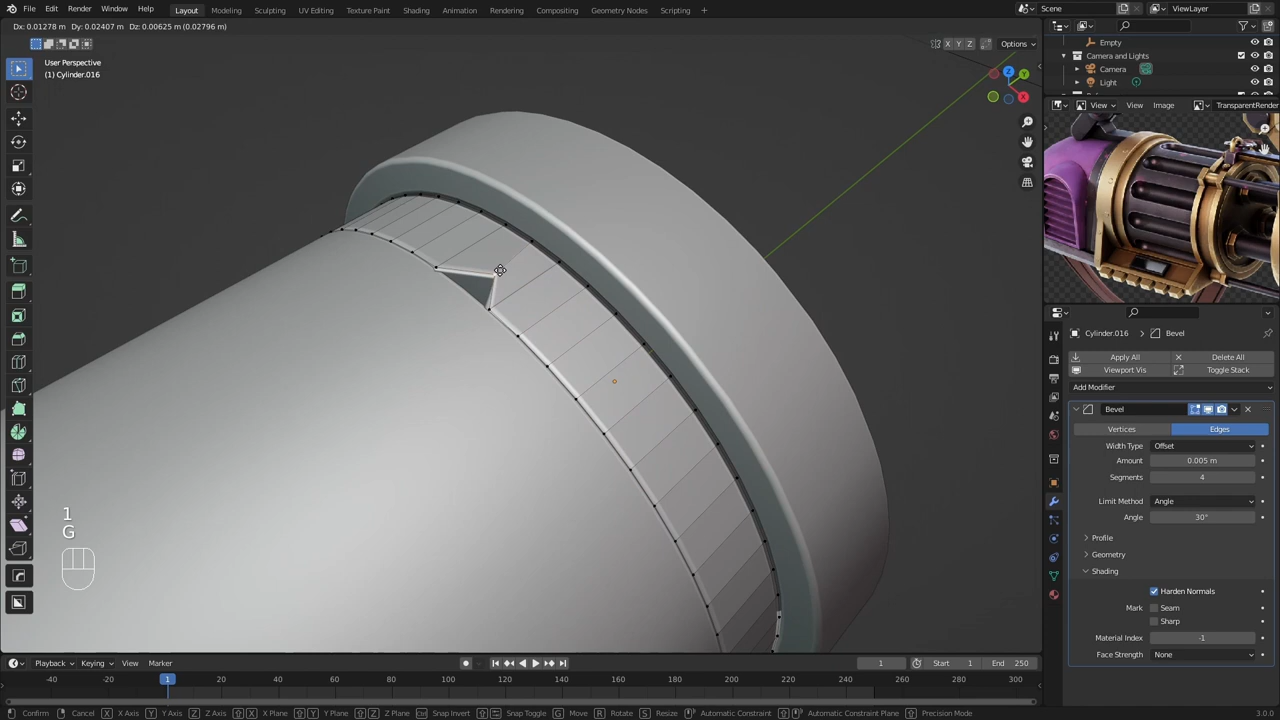 File Edit Render Window Help Layout Modeling Sculpting UV Editing Texture Paint Shading Animation Rendering Compositing Geometry Nodes Scripting + Scene ViewLayer
Dx: 0.01278 m Dy: 0.02407 m Dz: 0.00625 m (0.02796 m)
X Y Z Options
User Perspective
(1) Cylinder.016
Z Y X
Empty
Camera and Lights
Camera
Light
View View Image TransparentRender
Cylinder.016 Bevel
Apply All Delete All
Viewport Vis Toggle Stack
Add Modifier
Bevel
Vertices Edges
Width Type Offset
Amount 0.005 m
Segments 4
Limit Method Angle
Angle 30°
Profile
Geometry
Shading
Harden Normals
Mark Seam
Sharp
Material Index -1
Face Strength None
1
G
Playback Keying View Marker 1 Start 1 End 250
-40 -20 1 20 40 60 80 100 120 140 160 180 200 220 240 260 280 300
Confirm Cancel X X Axis Y Y Axis Z Z Axis X X Plane Y Y Plane Z Z Plane Snap Invert Snap Toggle G Move R Rotate S Resize Automatic Constraint Automatic Constraint Plane Precision Mode 3.0.0